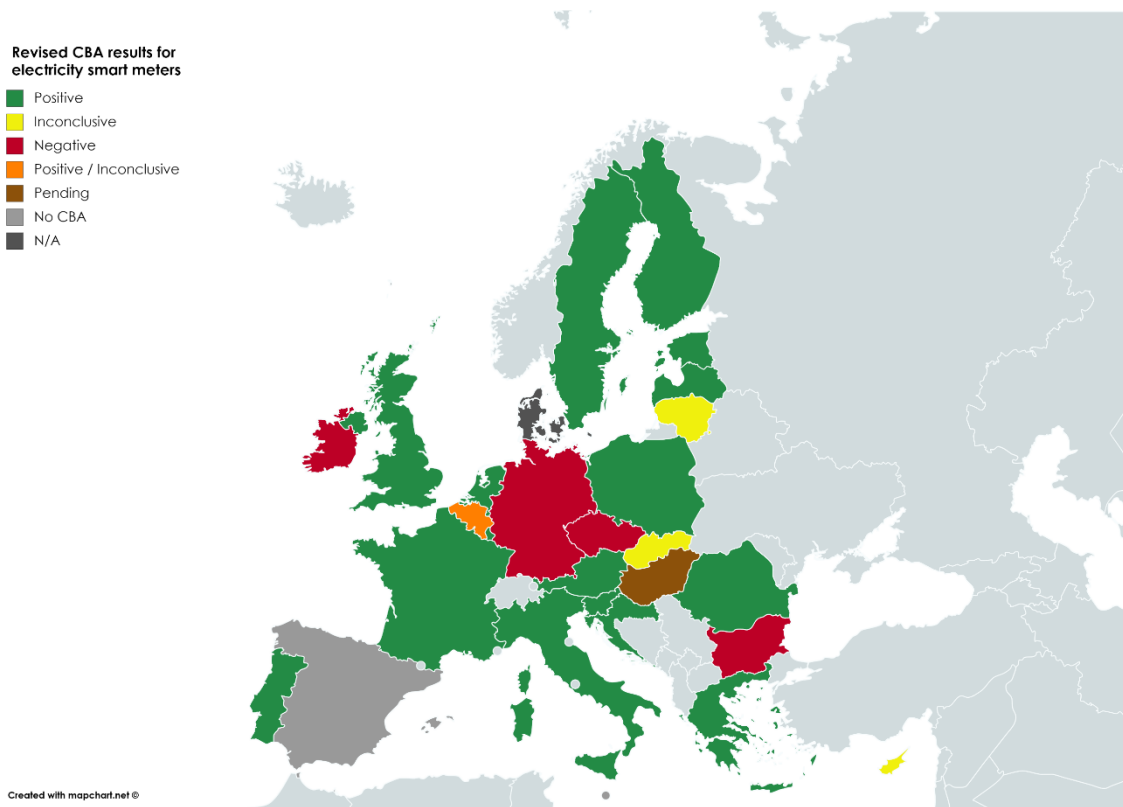 Revised CBA results for
electricity smart meters
Positive
Inconclusive
Negative
Positive / Inconclusive
Pending
No CBA
N/A
Created with mapchart.net ©